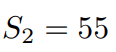 S₂ = 55